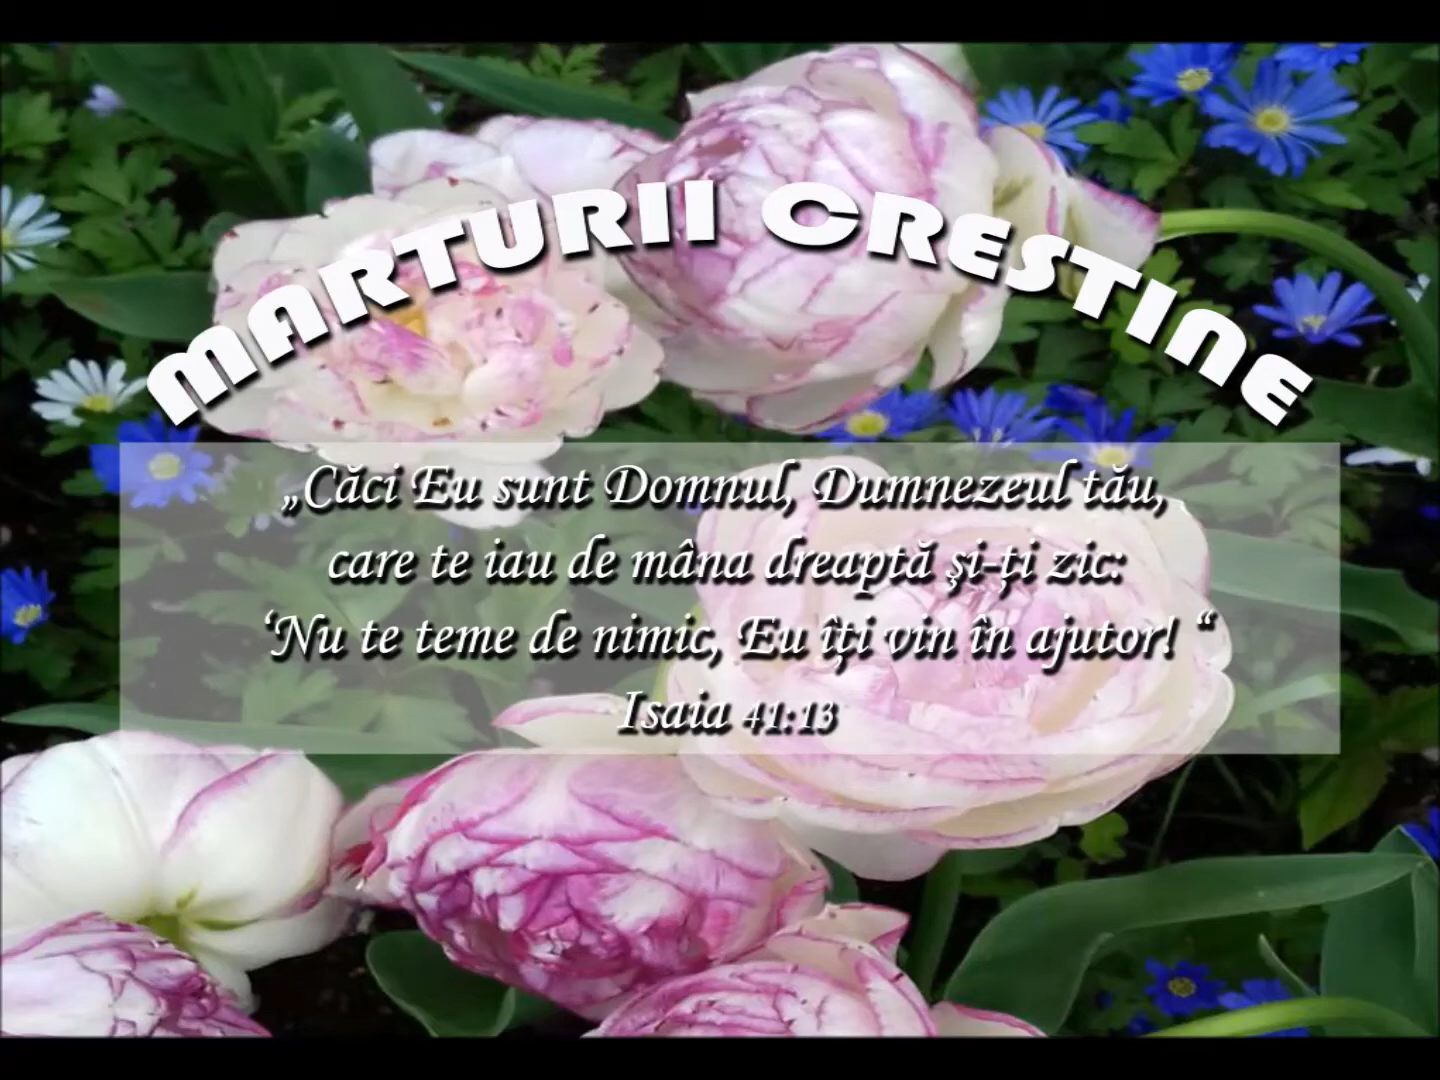 MARTURII CRESTINE
„Căci Eu sunt Domnul, Dumnezeul tău,
care te iau de mâna dreaptă şi-ţi zic:
‘Nu te teme de nimic, Eu îţi vin în ajutor! “
Isaia 41:13